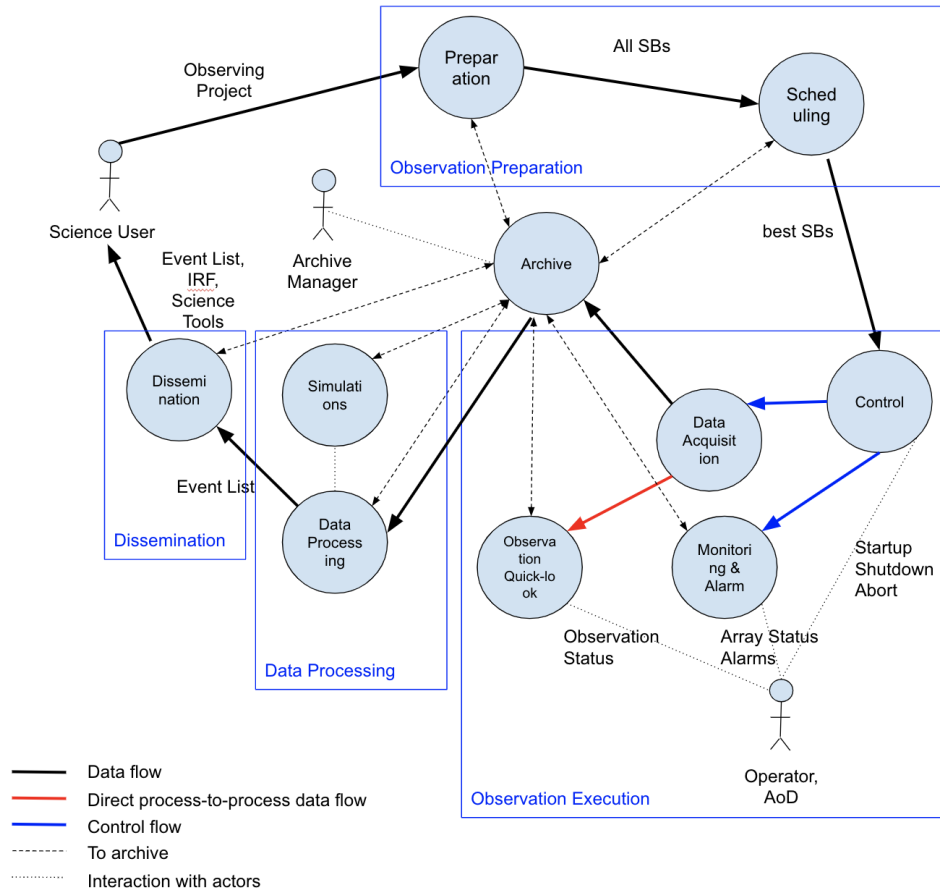 Prepar
ation
All SBs
Sched
uling
Observing
Project
Observation Preparation
Science User
best SBs
Archive
Manager
Archive
Event List,
IRF,
Science
Tools
Dissemi
nation
Simulati
ons
Data
Acquisit
ion
Control
Event List
Dissemination
Data
Process
ing
Observa
tion
Quick-lo
ok
Monitori
ng &
Alarm
Startup
Shutdown
Abort
Observation
Status
Array Status
Alarms
Data Processing
Operator,
AoD
Observation Execution
Data flow
Direct process-to-process data flow
Control flow
To archive
Interaction with actors